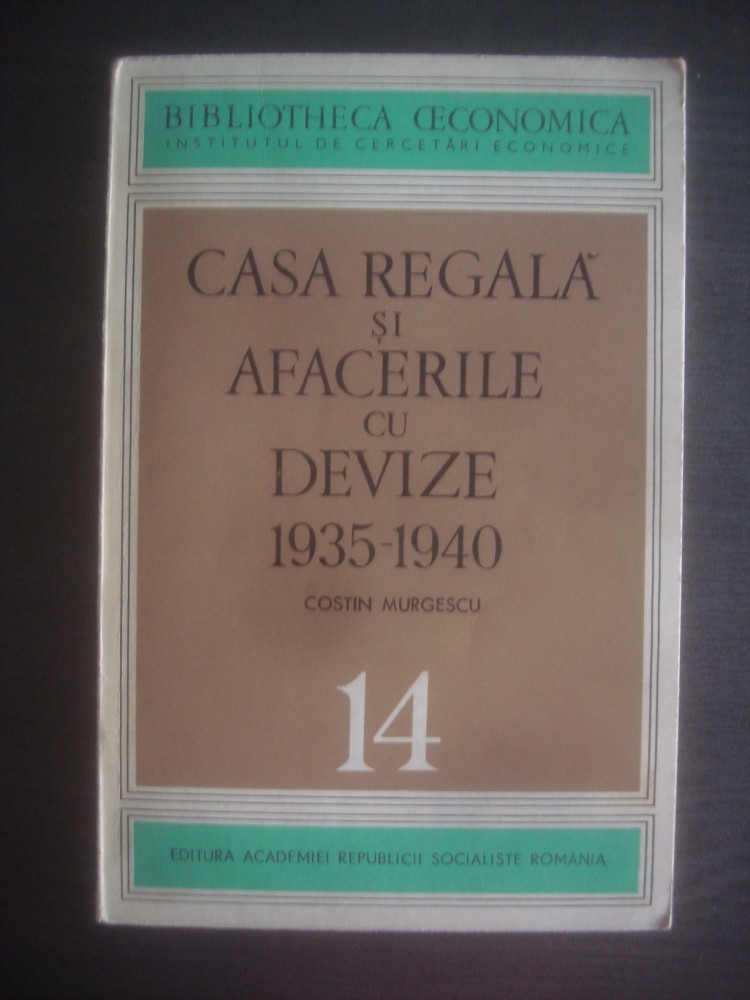 BIBLIOTHECA ŒCONOMICA
INSTITUTUL DE CERCETĂRI ECONOMICE
CASA REGALĂ
ȘI
AFACERILE
CU
DEVIZE
1935-1940
COSTIN MURGESCU
14
EDITURA ACADEMIEI REPUBLICII SOCIALISTE ROMÂNIA